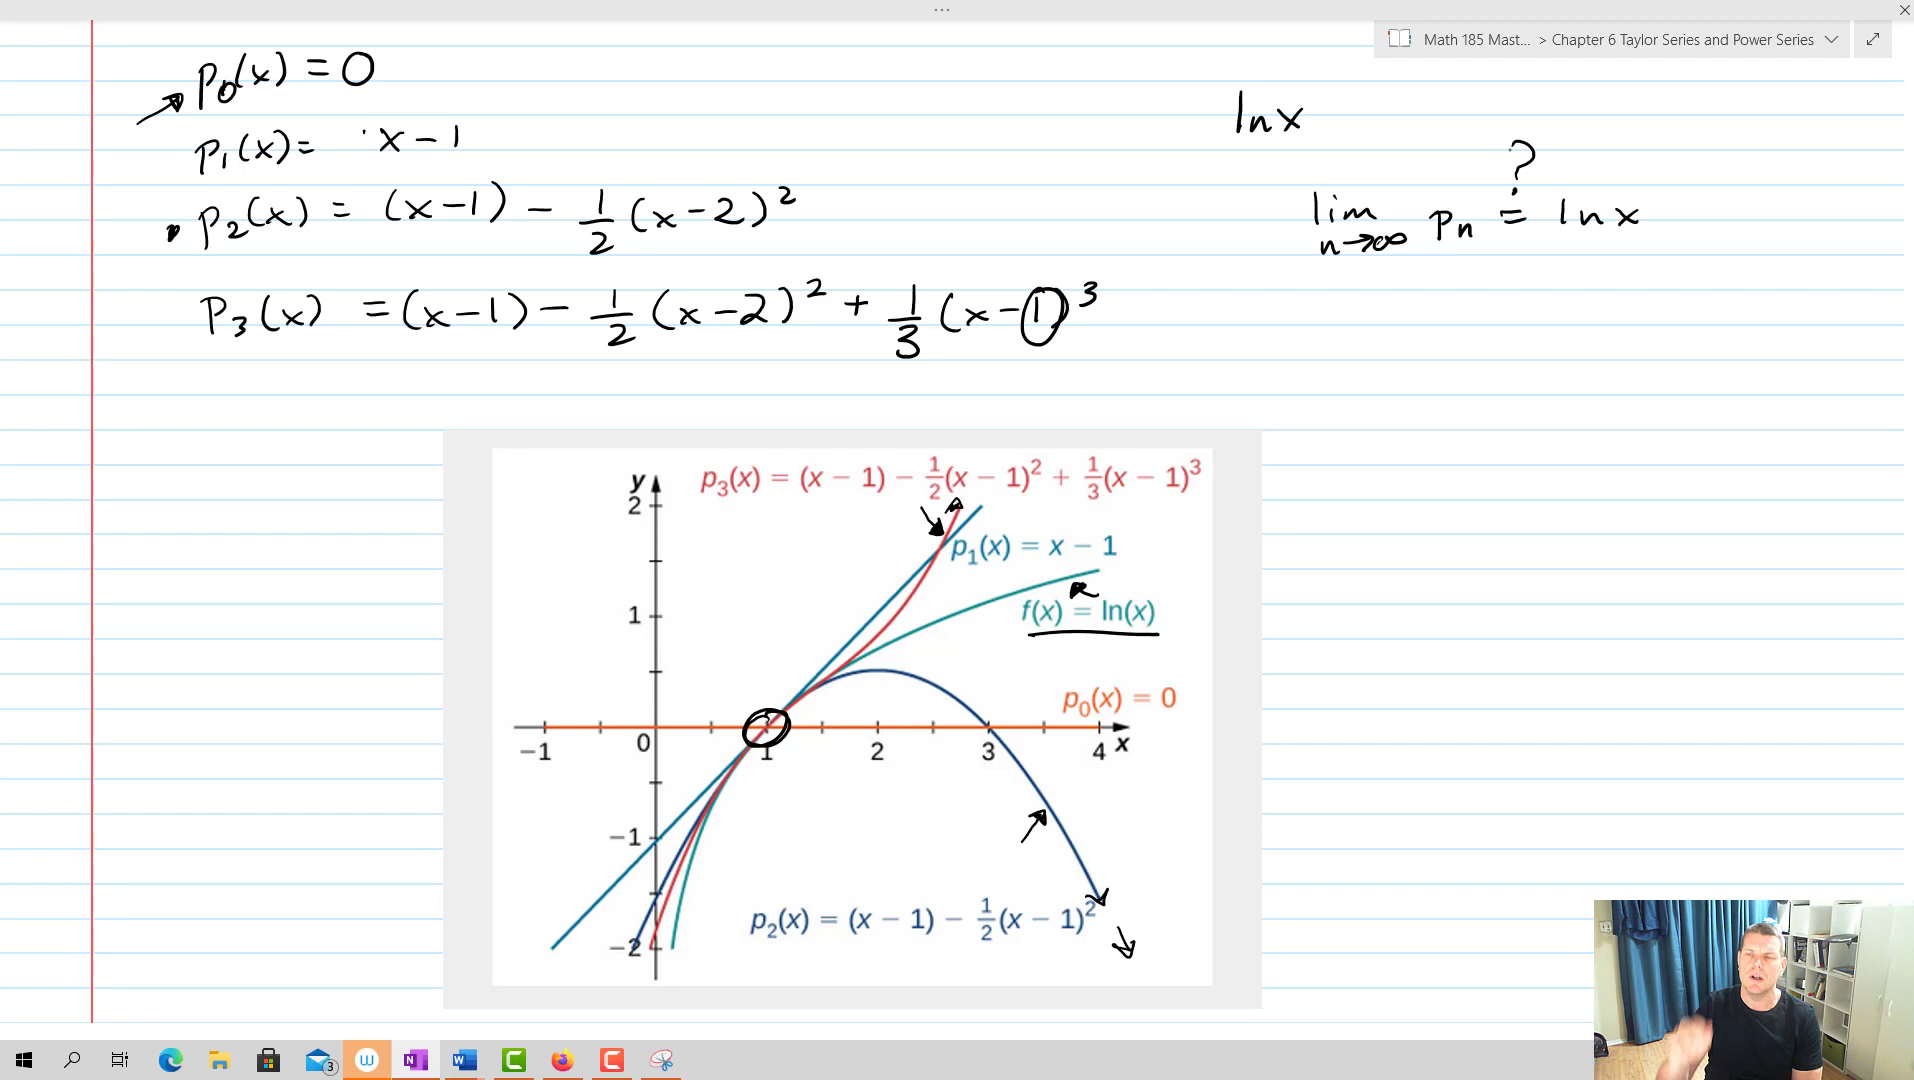 Math 185 Mast... > Chapter 6 Taylor Series and Power Series
p₀(x) = 0
p₁(x) = x − 1
p₂(x) = (x−1) − 1/2 (x−2)²
P₃(x) = (x−1) − 1/2 (x−2)² + 1/3 (x−1)³
ln x
?
lim n→∞ pₙ = ln x
p₃(x) = (x − 1) − 1/2(x − 1)² + 1/3(x − 1)³
y
2
p₁(x) = x − 1
1
f(x) = ln(x)
p₀(x) = 0
−1 0 1 2 3 4 x
−1
p₂(x) = (x − 1) − 1/2(x − 1)²
−2
3